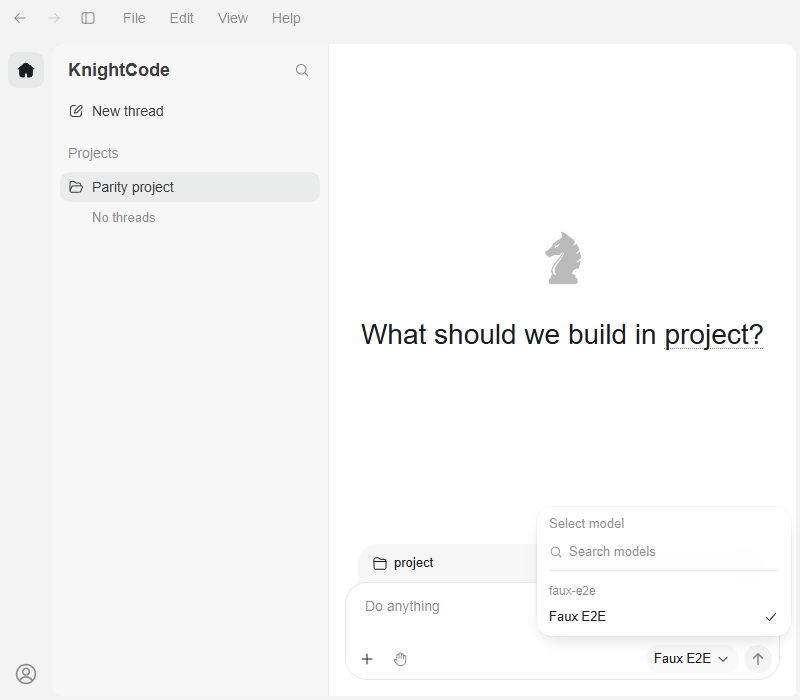 File Edit View Help
KnightCode
New thread
Projects
Parity project
No threads
What should we build in project?
Select model
Search models
faux-e2e
Faux E2E
project
Do anything
Faux E2E